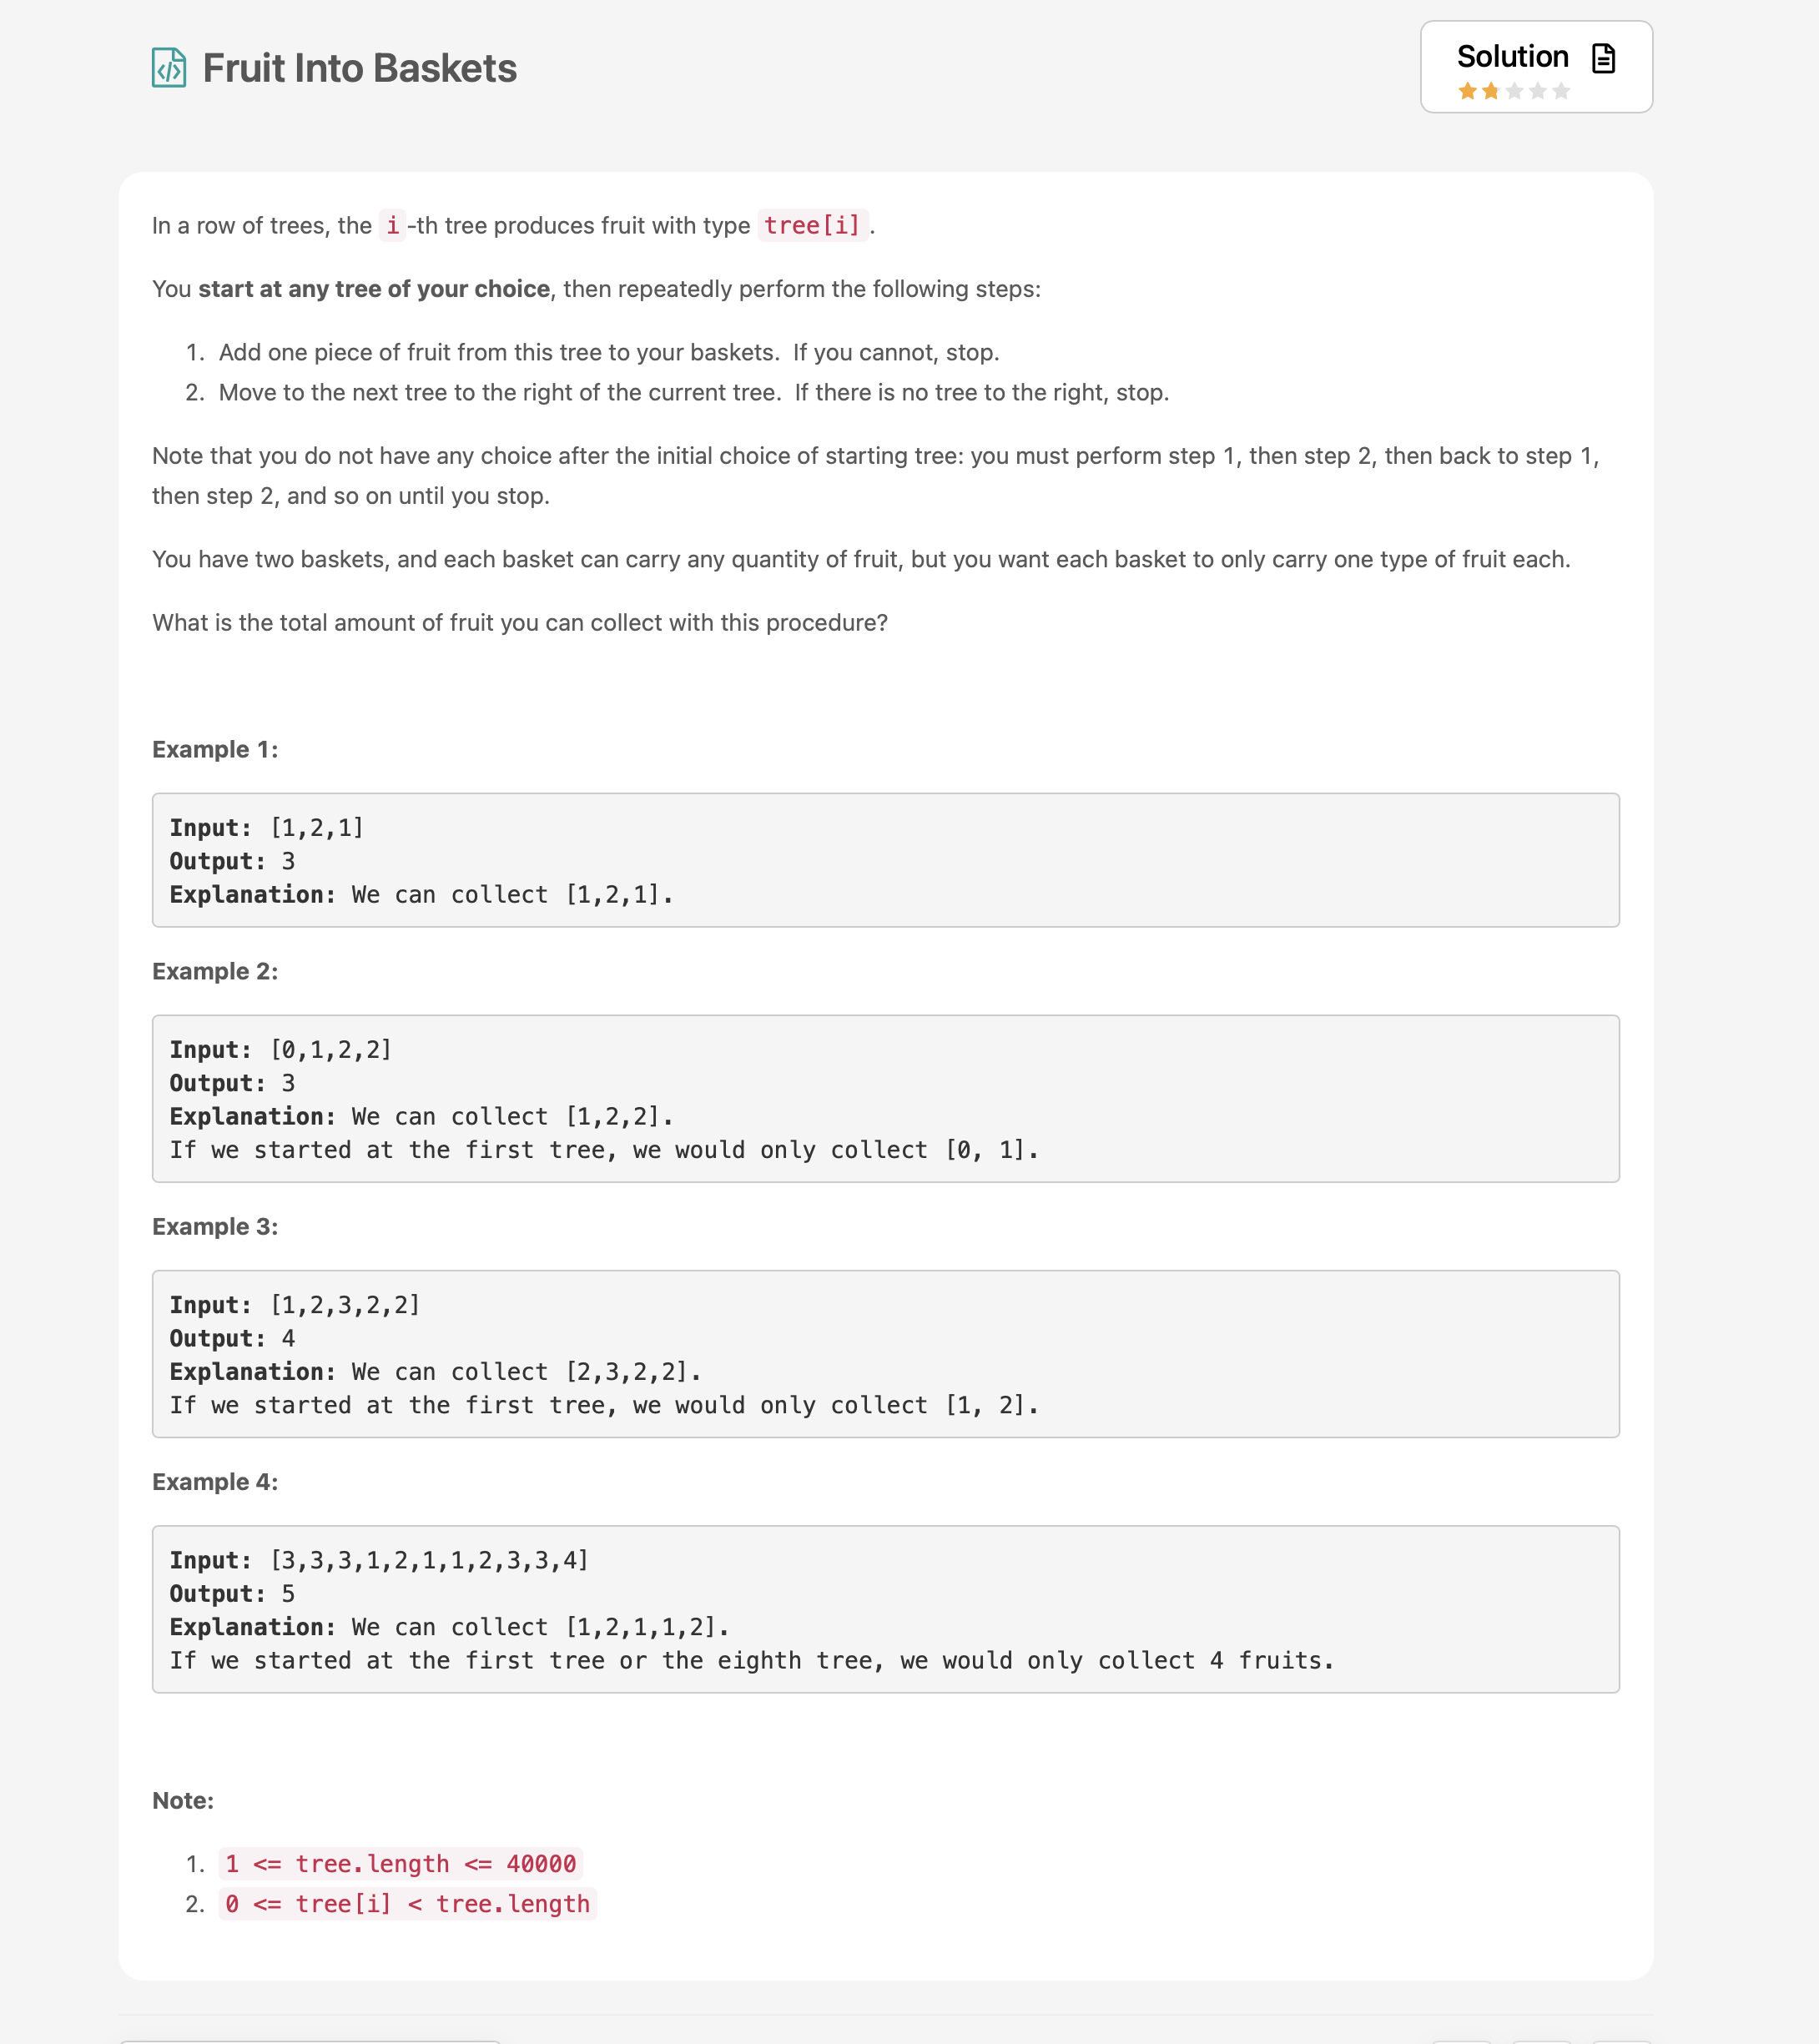 Fruit Into Baskets
Solution
In a row of trees, the i-th tree produces fruit with type tree[i].
You start at any tree of your choice, then repeatedly perform the following steps:
1. Add one piece of fruit from this tree to your baskets.  If you cannot, stop.
2. Move to the next tree to the right of the current tree.  If there is no tree to the right, stop.
Note that you do not have any choice after the initial choice of starting tree: you must perform step 1, then step 2, then back to step 1,
then step 2, and so on until you stop.
You have two baskets, and each basket can carry any quantity of fruit, but you want each basket to only carry one type of fruit each.
What is the total amount of fruit you can collect with this procedure?
Example 1:
Input: [1,2,1]
Output: 3
Explanation: We can collect [1,2,1].
Example 2:
Input: [0,1,2,2]
Output: 3
Explanation: We can collect [1,2,2].
If we started at the first tree, we would only collect [0, 1].
Example 3:
Input: [1,2,3,2,2]
Output: 4
Explanation: We can collect [2,3,2,2].
If we started at the first tree, we would only collect [1, 2].
Example 4:
Input: [3,3,3,1,2,1,1,2,3,3,4]
Output: 5
Explanation: We can collect [1,2,1,1,2].
If we started at the first tree or the eighth tree, we would only collect 4 fruits.
Note:
1. 1 <= tree.length <= 40000
2. 0 <= tree[i] < tree.length